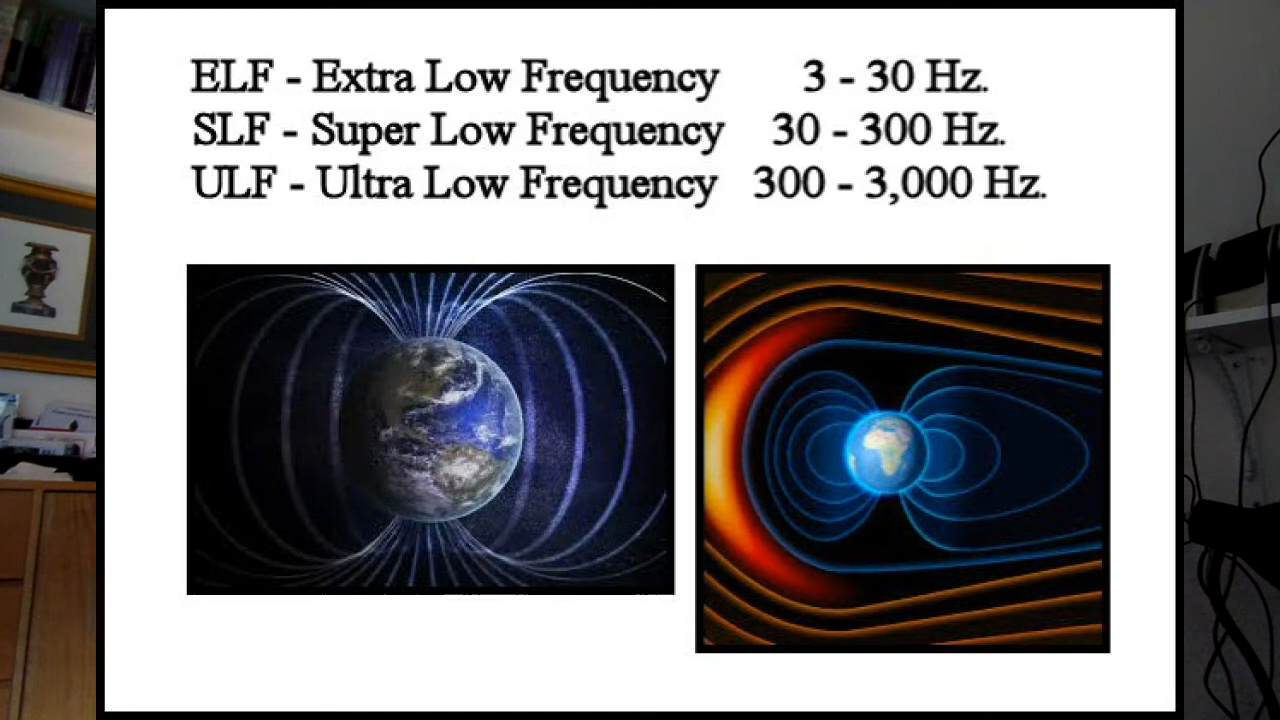 ELF - Extra Low Frequency 3 - 30 Hz.
SLF - Super Low Frequency 30 - 300 Hz.
ULF - Ultra Low Frequency 300 - 3,000 Hz.